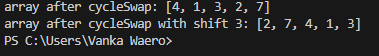 array after cycleSwap: [4, 1, 3, 2, 7]
array after cycleSwap with shift 3: [2, 7, 4, 1, 3]
PS C:\Users\Vanka Waero>